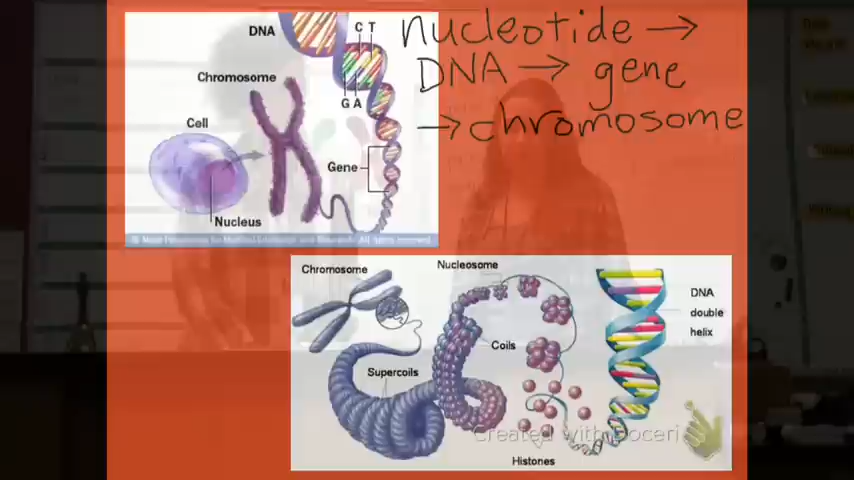 nucleotide →
DNA → gene
→ chromosome
DNA
C T
Chromosome
G A
Cell
Gene
Nucleus
Chromosome
Nucleosome
DNA
double
helix
Coils
Supercoils
Histones
Created with Doceri